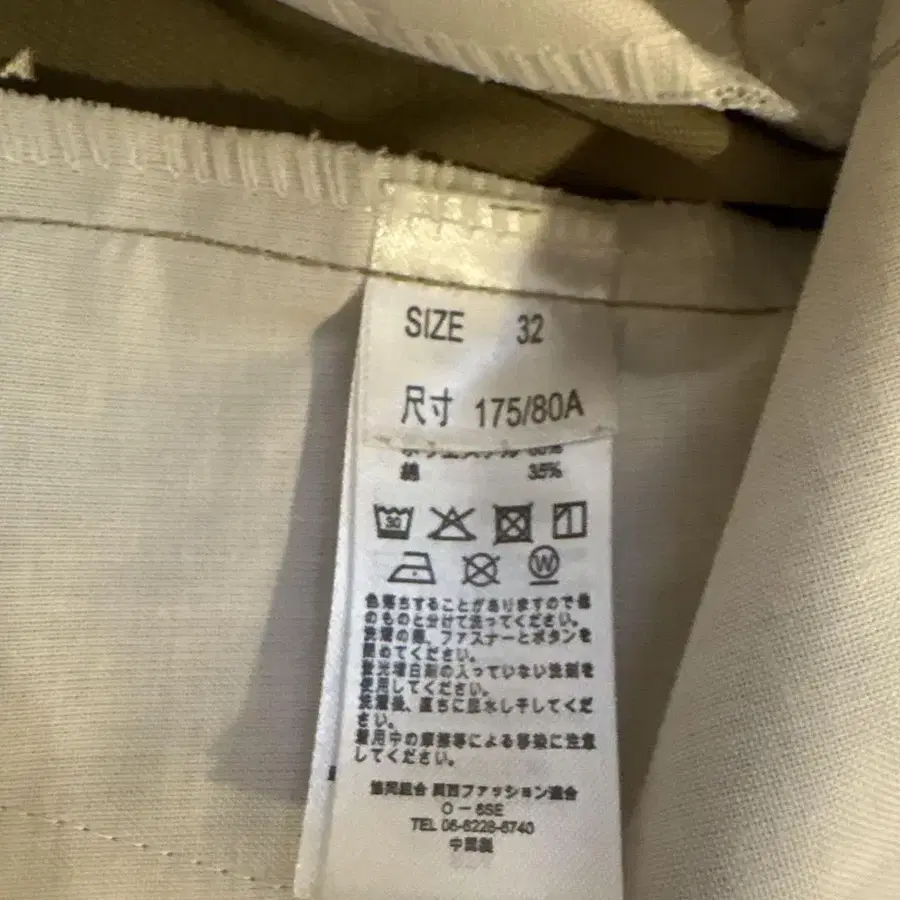 SIZE 32
尺寸 175/80A
綿 35%
30
W
色落ちすることがありますので他
のものと分けて洗ってください。
洗濯の際、ファスナーとボタンを
閉めてください。
蛍光増白剤の入っていない洗剤を
使用してください。
洗濯後、直ちに脱水し干してくだ
さい。
着用中の摩擦等による移染に注意
してください。
協同組合 関西ファッション連合
O－6SE
TEL 06-6228-6740
中国製